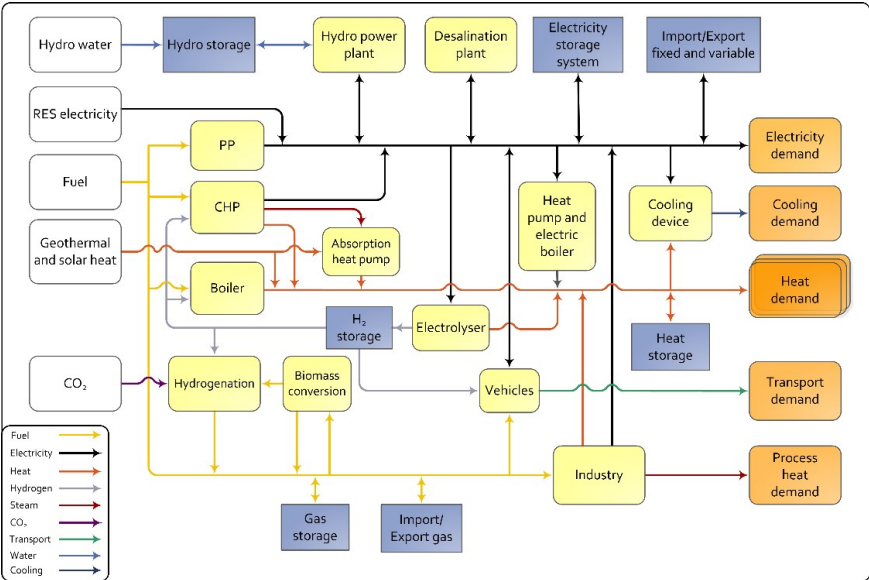 Hydro water
Hydro storage
Hydro power
plant
Desalination
plant
Electricity
storage
system
Import/Export
fixed and variable
RES electricity
PP
Electricity
demand
Fuel
CHP
Heat
pump and
electric
boiler
Cooling
device
Cooling
demand
Geothermal
and solar heat
Absorption
heat pump
Boiler
Heat
demand
H₂
storage
Electrolyser
Heat
storage
CO₂
Hydrogenation
Biomass
conversion
Vehicles
Transport
demand
Fuel
Electricity
Heat
Hydrogen
Steam
CO₂
Transport
Water
Cooling
Industry
Process
heat
demand
Gas
storage
Import/
Export gas